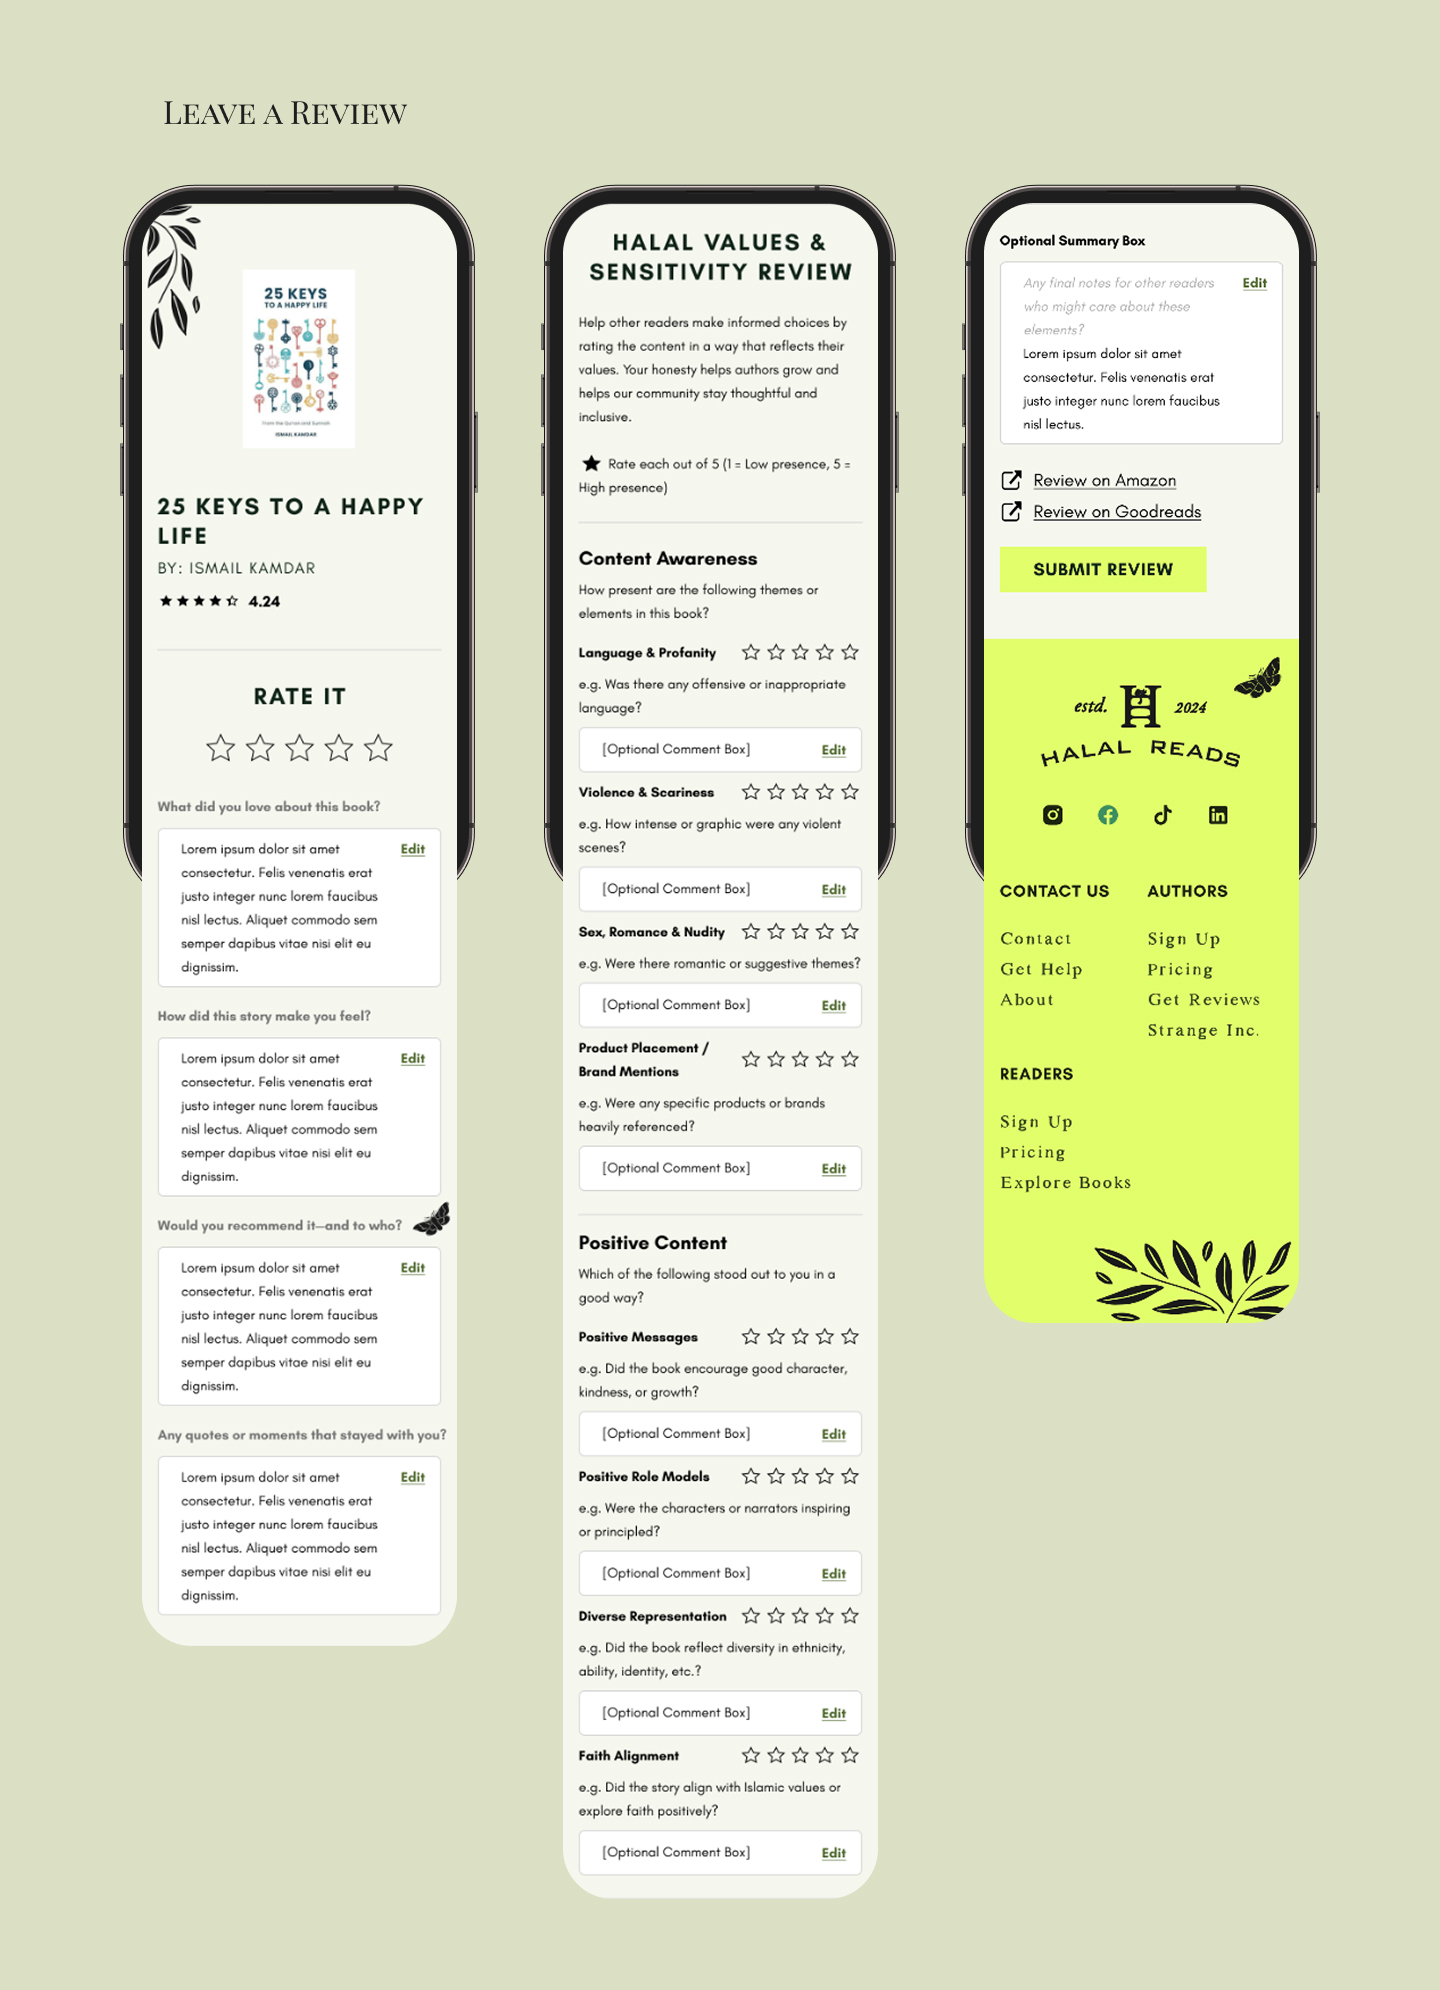 LEAVE A REVIEW
25 KEYS
TO A HAPPY LIFE
From the Quran and Sunnah
ISMAIL KAMDAR
25 KEYS TO A HAPPY
LIFE
BY: ISMAIL KAMDAR
4.24
RATE IT
What did you love about this book?
Lorem ipsum dolor sit amet Edit
consectetur. Felis venenatis erat
justo integer nunc lorem faucibus
nisl lectus. Aliquet commodo sem
semper dapibus vitae nisi elit eu
dignissim.
How did this story make you feel?
Lorem ipsum dolor sit amet Edit
consectetur. Felis venenatis erat
justo integer nunc lorem faucibus
nisl lectus. Aliquet commodo sem
semper dapibus vitae nisi elit eu
dignissim.
Would you recommend it—and to who?
Lorem ipsum dolor sit amet Edit
consectetur. Felis venenatis erat
justo integer nunc lorem faucibus
nisl lectus. Aliquet commodo sem
semper dapibus vitae nisi elit eu
dignissim.
Any quotes or moments that stayed with you?
Lorem ipsum dolor sit amet Edit
consectetur. Felis venenatis erat
justo integer nunc lorem faucibus
nisl lectus. Aliquet commodo sem
semper dapibus vitae nisi elit eu
dignissim.
HALAL VALUES &
SENSITIVITY REVIEW
Help other readers make informed choices by
rating the content in a way that reflects their
values. Your honesty helps authors grow and
helps our community stay thoughtful and
inclusive.
Rate each out of 5 (1 = Low presence, 5 =
High presence)
Content Awareness
How present are the following themes or
elements in this book?
Language & Profanity
e.g. Was there any offensive or inappropriate
language?
[Optional Comment Box] Edit
Violence & Scariness
e.g. How intense or graphic were any violent
scenes?
[Optional Comment Box] Edit
Sex, Romance & Nudity
e.g. Were there romantic or suggestive themes?
[Optional Comment Box] Edit
Product Placement /
Brand Mentions
e.g. Were any specific products or brands
heavily referenced?
[Optional Comment Box] Edit
Positive Content
Which of the following stood out to you in a
good way?
Positive Messages
e.g. Did the book encourage good character,
kindness, or growth?
[Optional Comment Box] Edit
Positive Role Models
e.g. Were the characters or narrators inspiring
or principled?
[Optional Comment Box] Edit
Diverse Representation
e.g. Did the book reflect diversity in ethnicity,
ability, identity, etc.?
[Optional Comment Box] Edit
Faith Alignment
e.g. Did the story align with Islamic values or
explore faith positively?
[Optional Comment Box] Edit
Optional Summary Box
Any final notes for other readers Edit
who might care about these
elements?
Lorem ipsum dolor sit amet
consectetur. Felis venenatis erat
justo integer nunc lorem faucibus
nisl lectus.
Review on Amazon
Review on Goodreads
SUBMIT REVIEW
estd. H 2024
HALAL READS
CONTACT US
Contact
Get Help
About
AUTHORS
Sign Up
Pricing
Get Reviews
Strange Inc.
READERS
Sign Up
Pricing
Explore Books